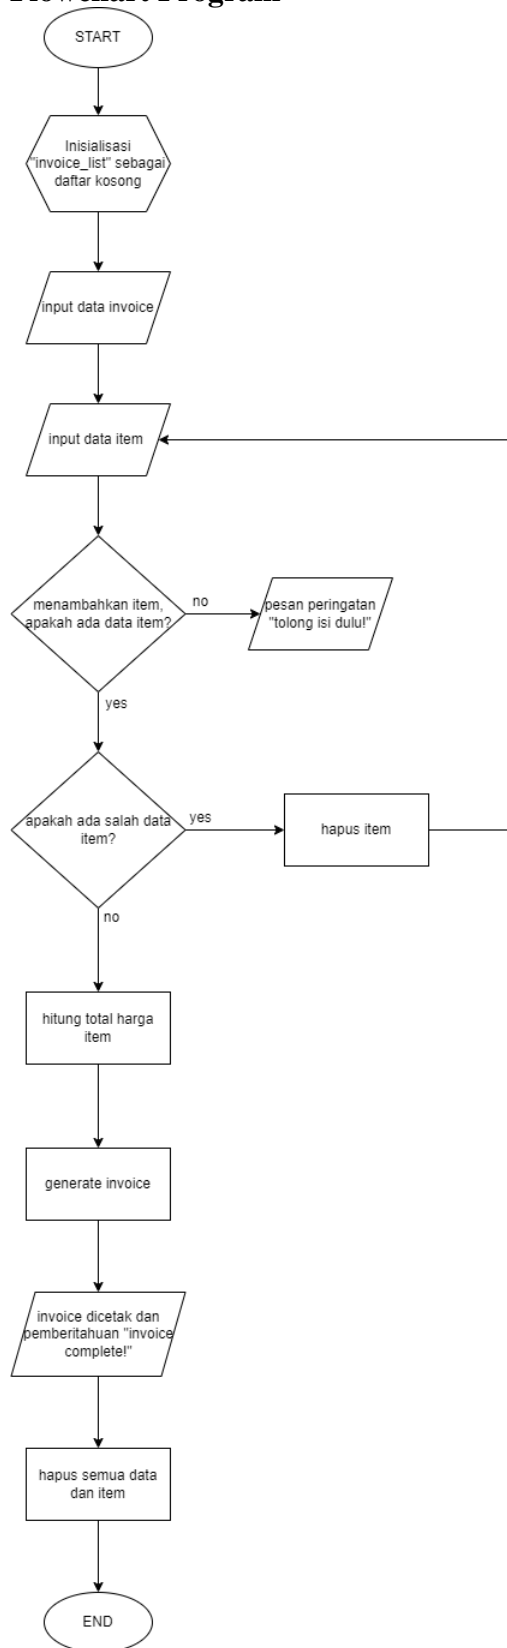 Flowchart Program
START
Inisialisasi
"invoice_list" sebagai
daftar kosong
input data invoice
input data item
menambahkan item,
apakah ada data item?
no
pesan peringatan
"tolong isi dulu!"
yes
apakah ada salah data
item?
yes
hapus item
no
hitung total harga
item
generate invoice
invoice dicetak dan
pemberitahuan "invoice
complete!"
hapus semua data
dan item
END